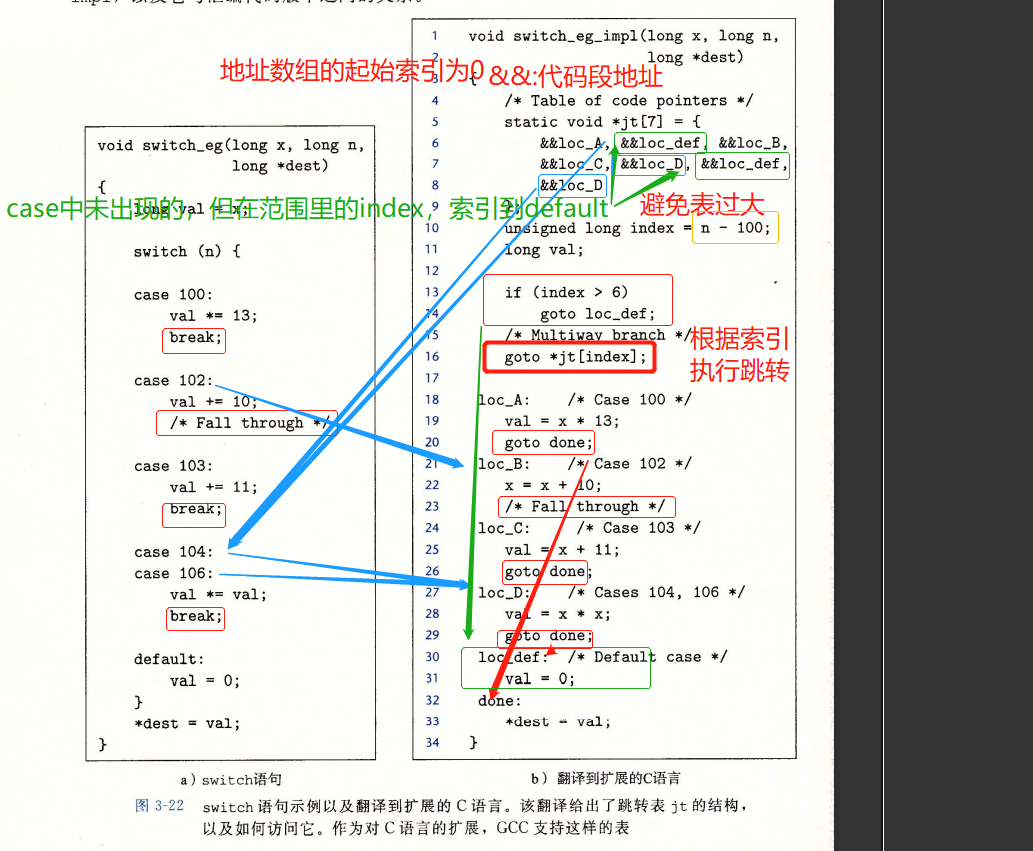 void switch_eg(long x, long n,
long *dest)
{
long val = x;
switch (n) {
case 100:
val *= 13;
break;
case 102:
val += 10;
/* Fall through */
case 103:
val += 11;
break;
case 104:
case 106:
val *= val;
break;
default:
val = 0;
}
*dest = val;
}
a) switch语句
1 void switch_eg_impl(long x, long n,
2 long *dest)
3 {
4 /* Table of code pointers */
5 static void *jt[7] = {
6 &&loc_A, &&loc_def, &&loc_B,
7 &&loc_C, &&loc_D, &&loc_def,
8 &&loc_D
9 };
10 unsigned long index = n - 100;
11 long val;
12
13 if (index > 6)
14 goto loc_def;
15 /* Multiway branch */
16 goto *jt[index];
17
18 loc_A: /* Case 100 */
19 val = x * 13;
20 goto done;
21 loc_B: /* Case 102 */
22 x = x + 10;
23 /* Fall through */
24 loc_C: /* Case 103 */
25 val = x + 11;
26 goto done;
27 loc_D: /* Cases 104, 106 */
28 val = x * x;
29 goto done;
30 loc_def: /* Default case */
31 val = 0;
32 done:
33 *dest = val;
34 }
b) 翻译到扩展的C语言
地址数组的起始索引为0
&&:代码段地址
case中未出现的，但在范围里的index，索引到default
避免表过大
根据索引
执行跳转
图 3-22 switch 语句示例以及翻译到扩展的 C 语言。该翻译给出了跳转表 jt 的结构，
以及如何访问它。作为对 C 语言的扩展，GCC 支持这样的表